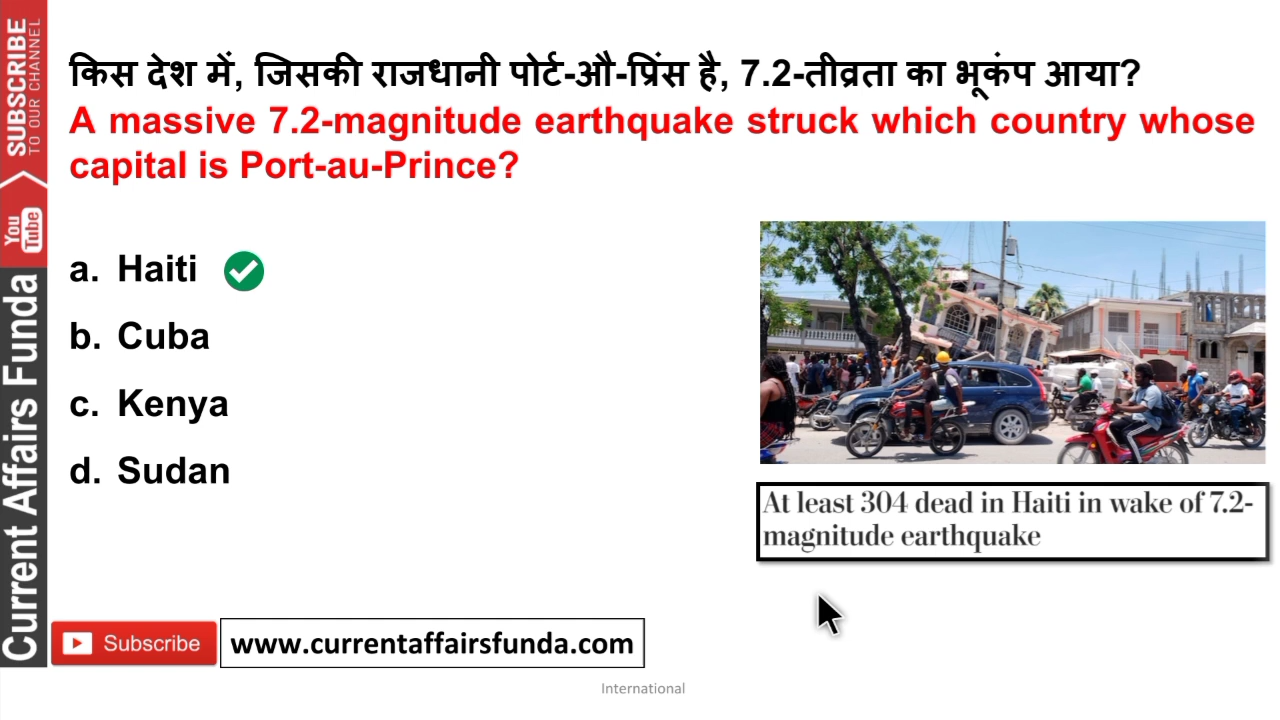 किस देश में, जिसकी राजधानी पोर्ट-औ-प्रिंस है, 7.2-तीव्रता का भूकंप आया?
A massive 7.2-magnitude earthquake struck which country whose
capital is Port-au-Prince?
a. Haiti
b. Cuba
c. Kenya
d. Sudan
At least 304 dead in Haiti in wake of 7.2-
magnitude earthquake
SUBSCRIBE
TO OUR CHANNEL
You
Tube
Current Affairs Funda
Subscribe
www.currentaffairsfunda.com
International